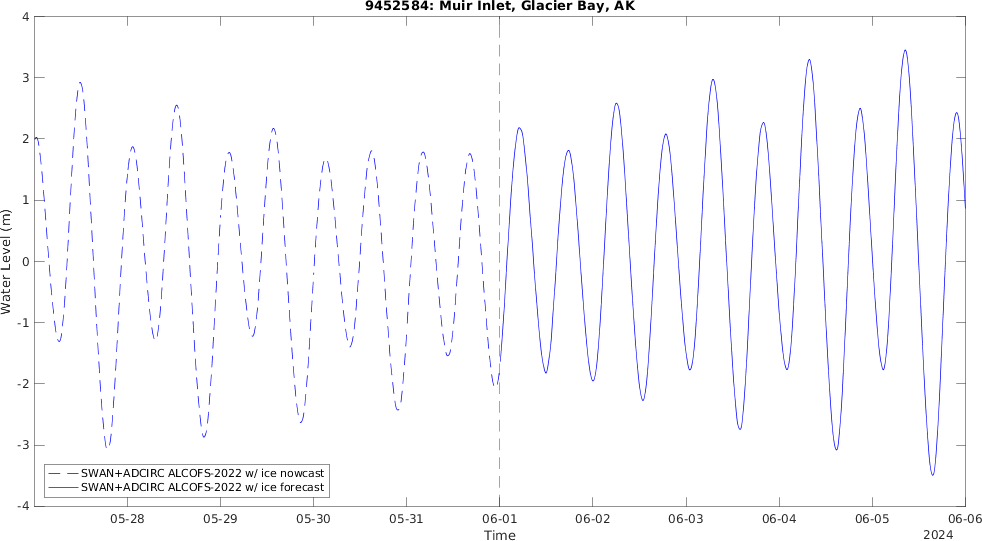 9452584: Muir Inlet, Glacier Bay, AK
Water Level (m)
4
3
2
1
0
-1
-2
-3
-4
SWAN+ADCIRC ALCOFS-2022 w/ ice nowcast
SWAN+ADCIRC ALCOFS-2022 w/ ice forecast
05-28 05-29 05-30 05-31 06-01 06-02 06-03 06-04 06-05 06-06
Time
2024